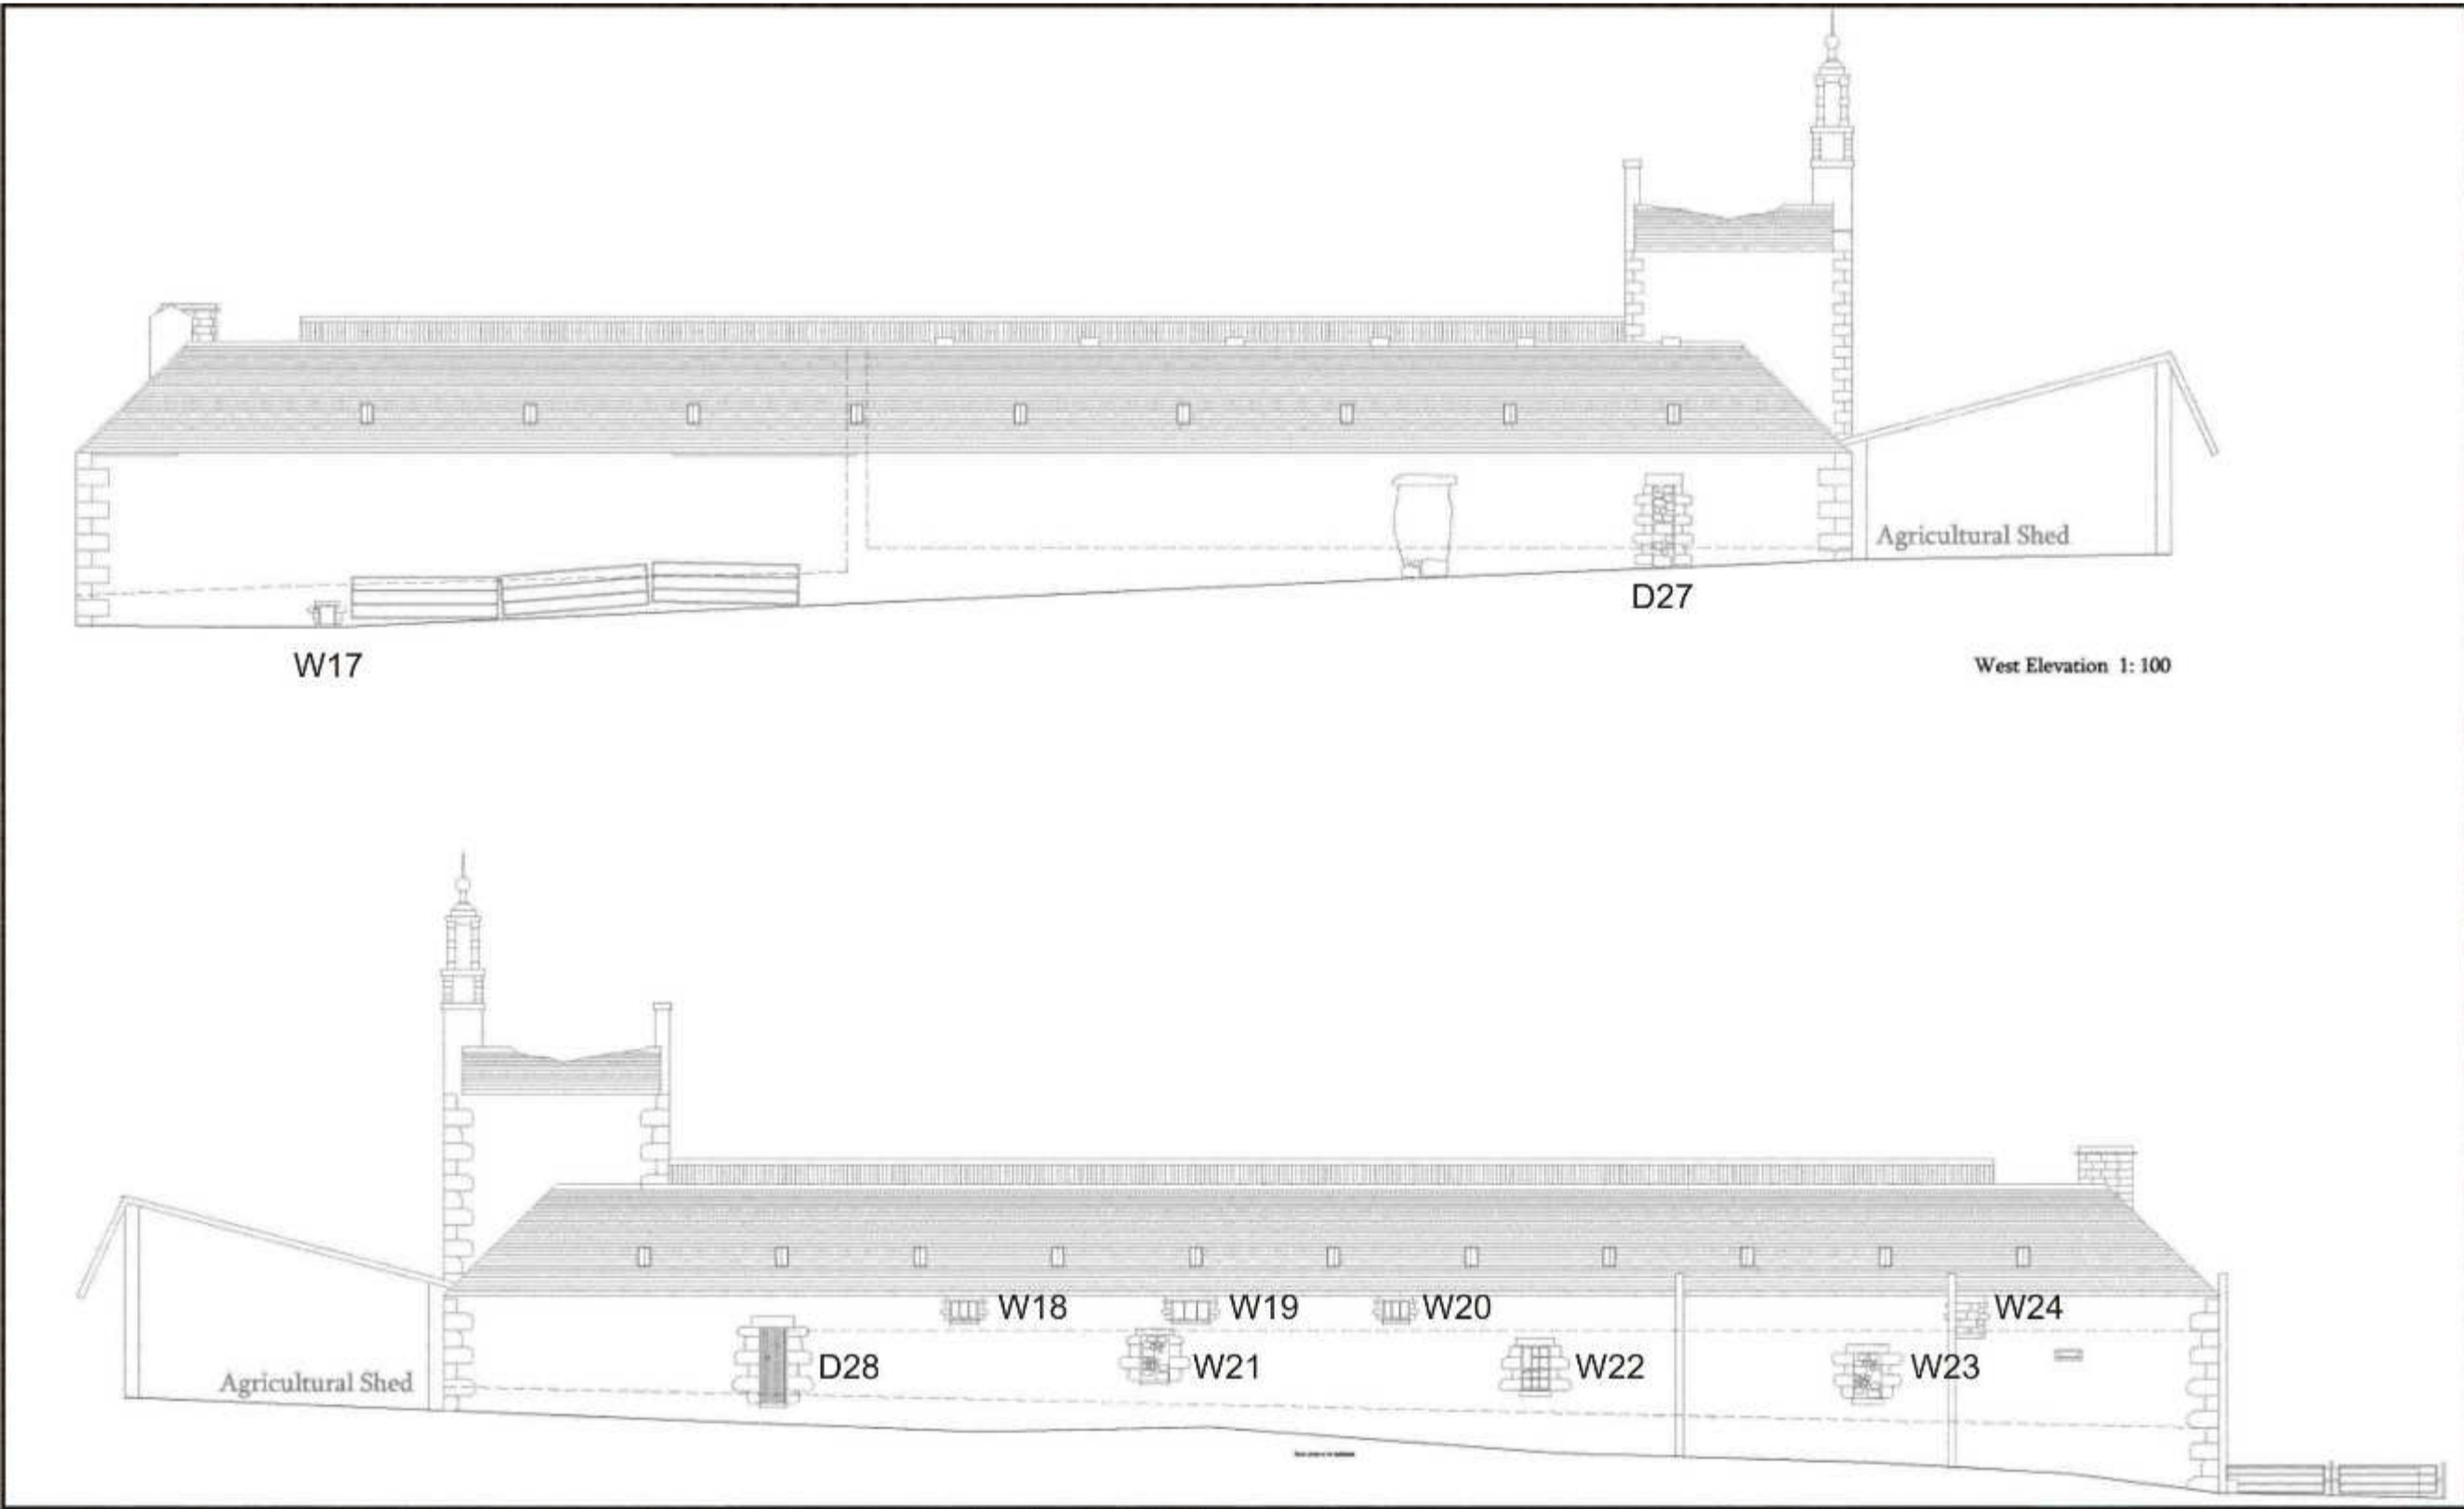 Agricultural Shed
D27
W17
West Elevation 1: 100
W18
W19
W20
W24
D28
W21
W22
W23
Agricultural Shed